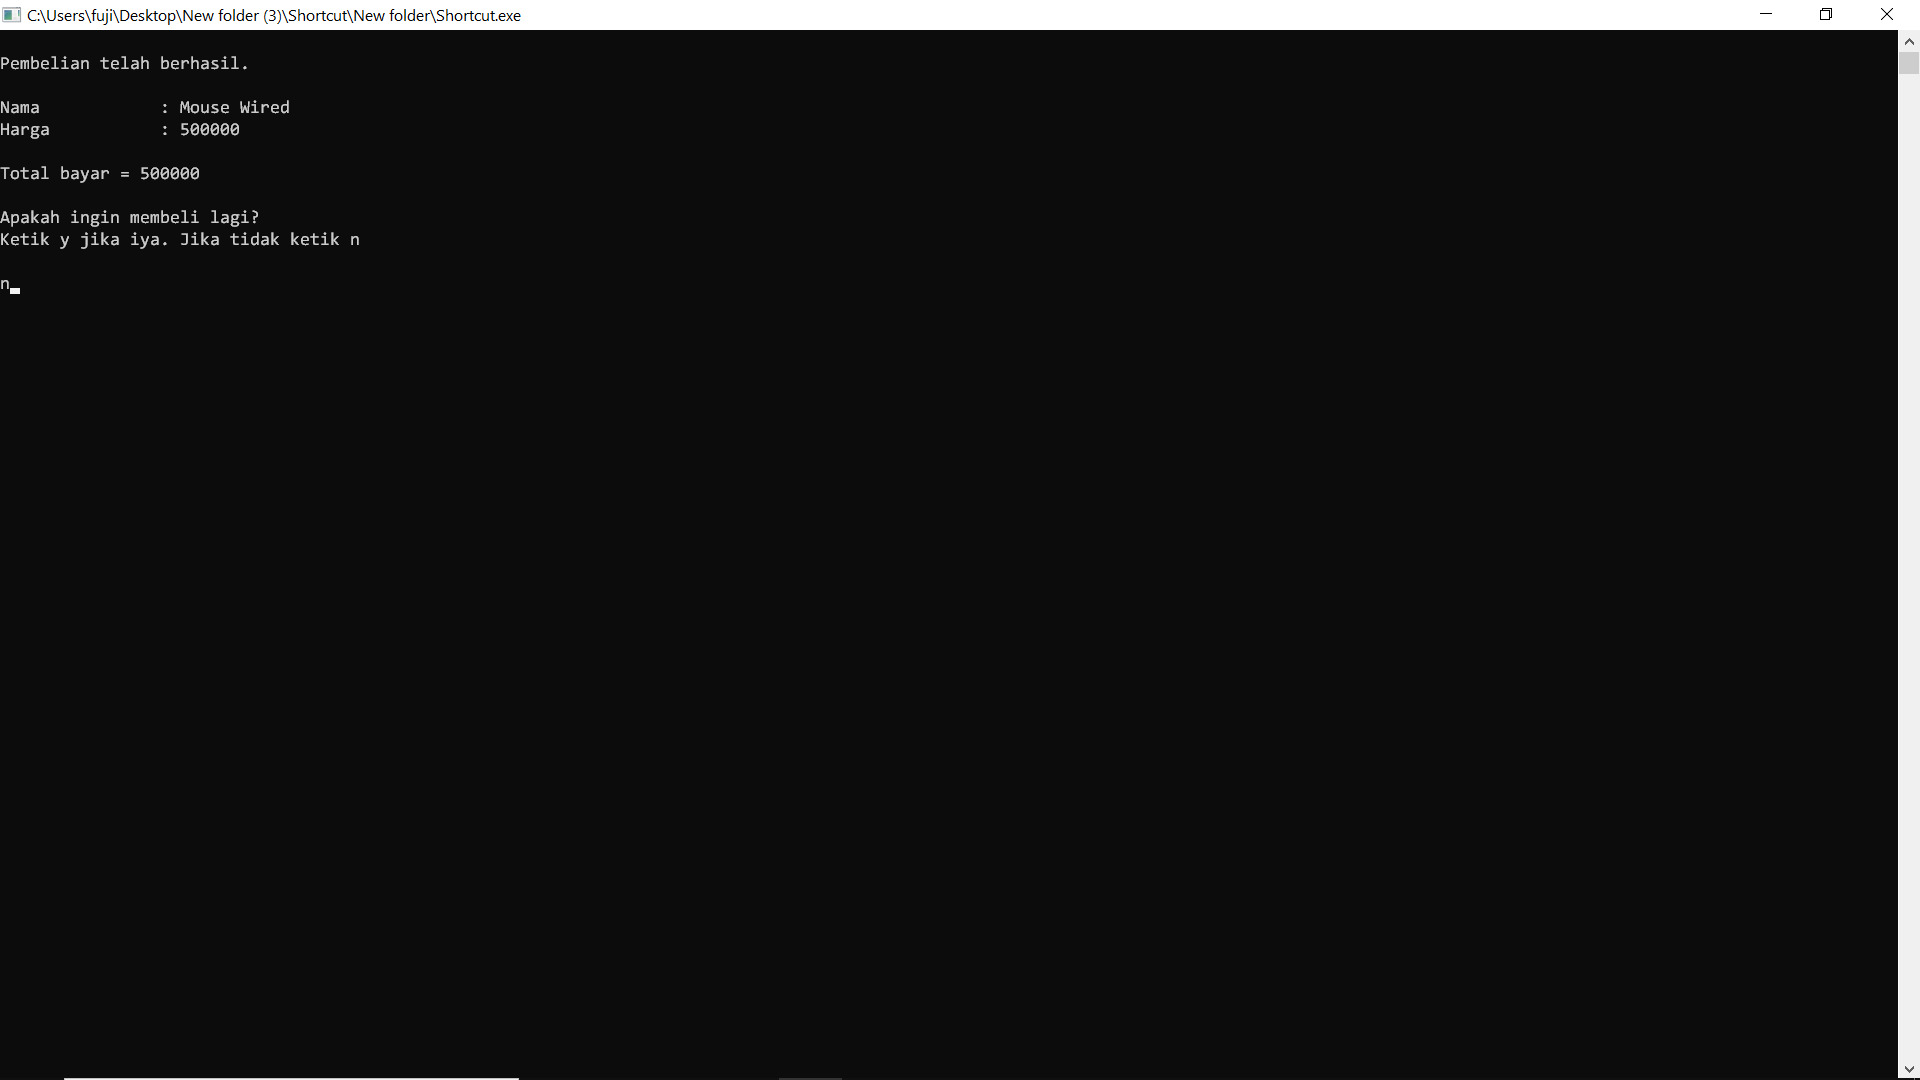 C:\Users\fuji\Desktop\New folder (3)\Shortcut\New folder\Shortcut.exe
Pembelian telah berhasil.
Nama : Mouse Wired
Harga : 500000
Total bayar = 500000
Apakah ingin membeli lagi?
Ketik y jika iya. Jika tidak ketik n
n